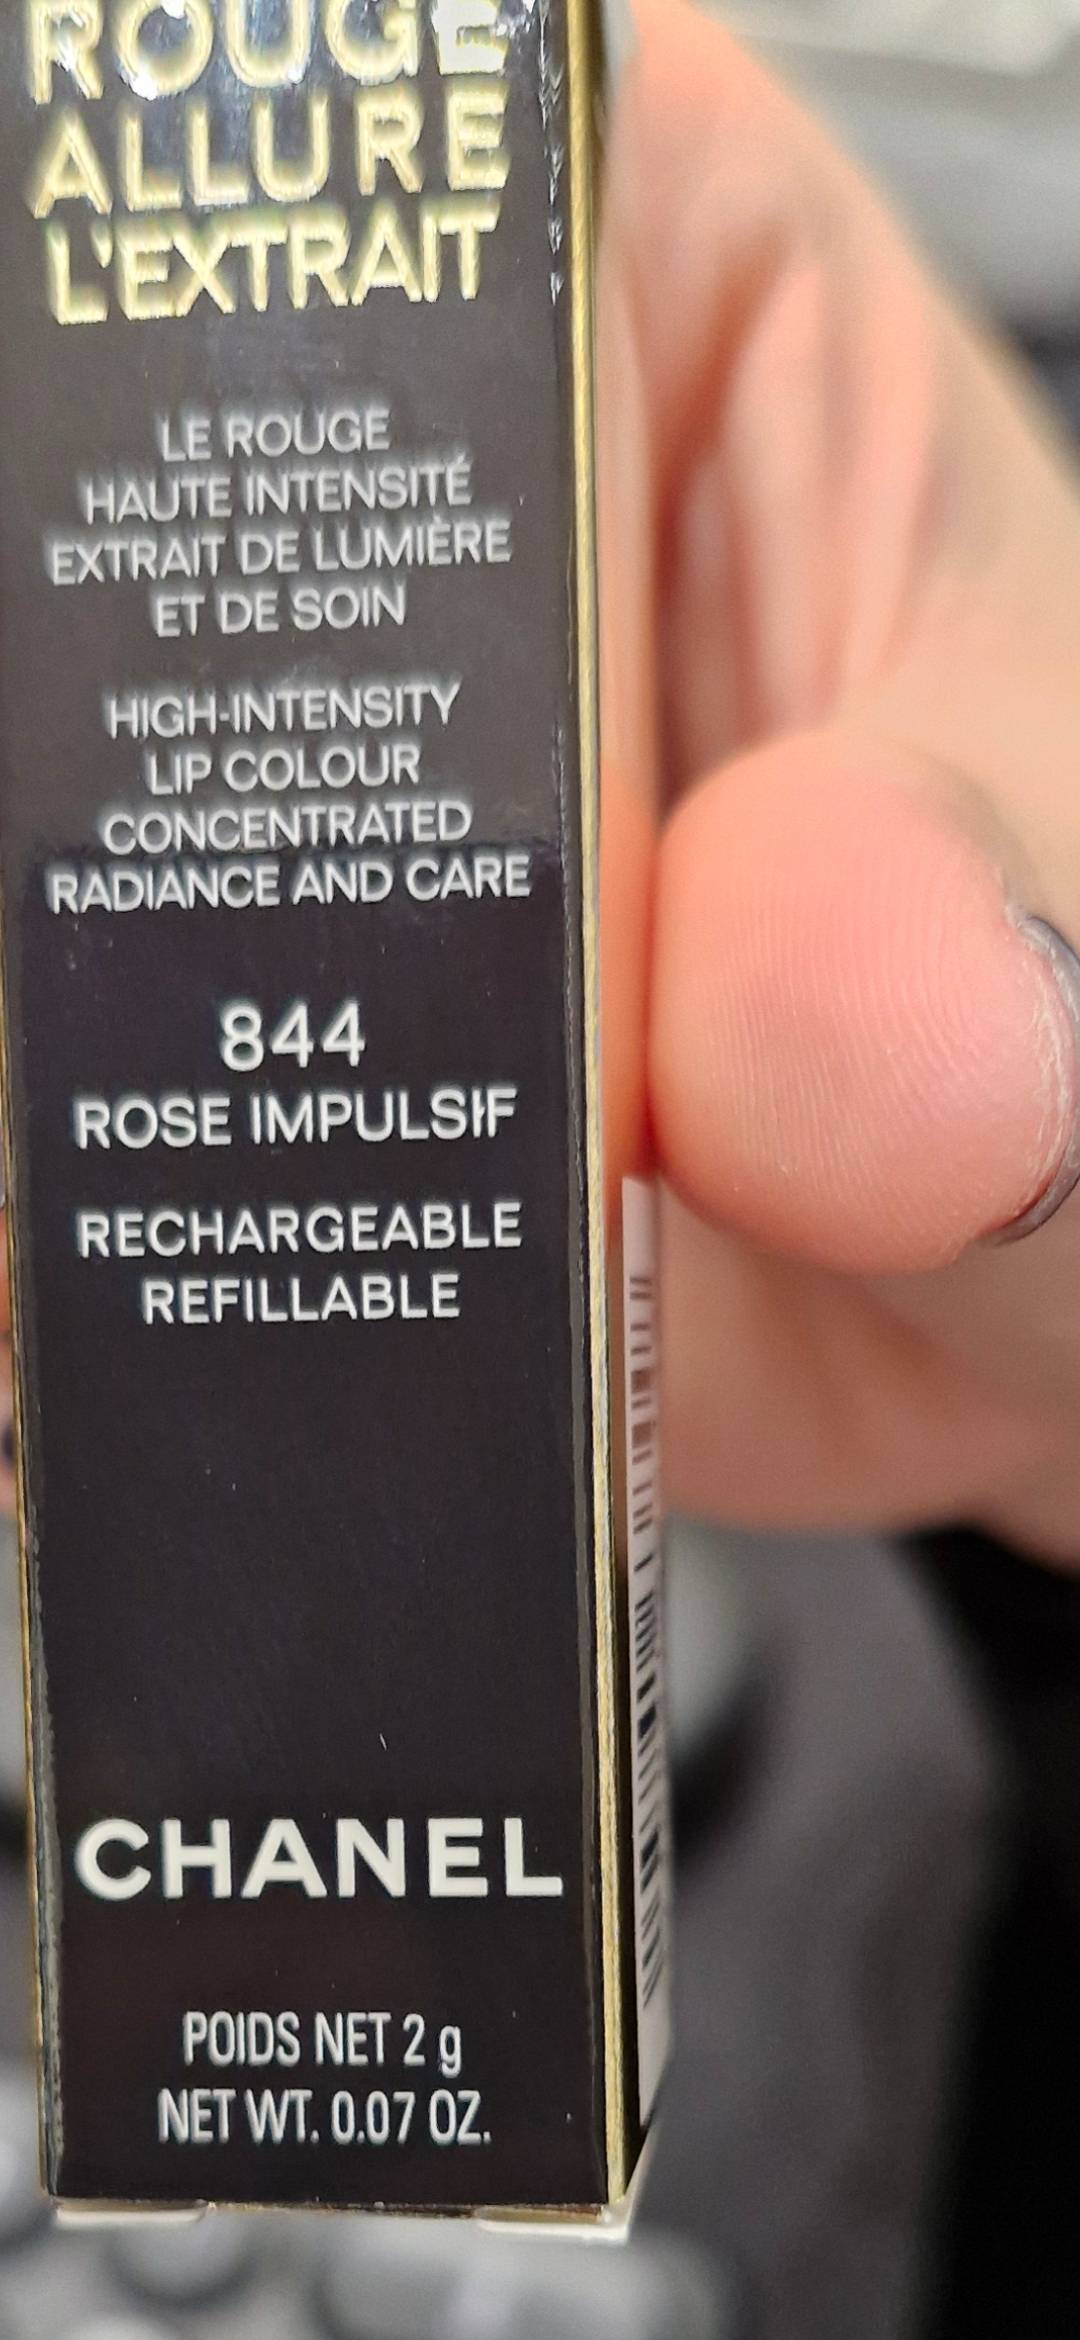 ROUGE
ALLURE
L'EXTRAIT
LE ROUGE
HAUTE INTENSITÉ
EXTRAIT DE LUMIÈRE
ET DE SOIN
HIGH-INTENSITY
LIP COLOUR
CONCENTRATED
RADIANCE AND CARE
844
ROSE IMPULSIF
RECHARGEABLE
REFILLABLE
CHANEL
POIDS NET 2 g
NET WT. 0.07 OZ.